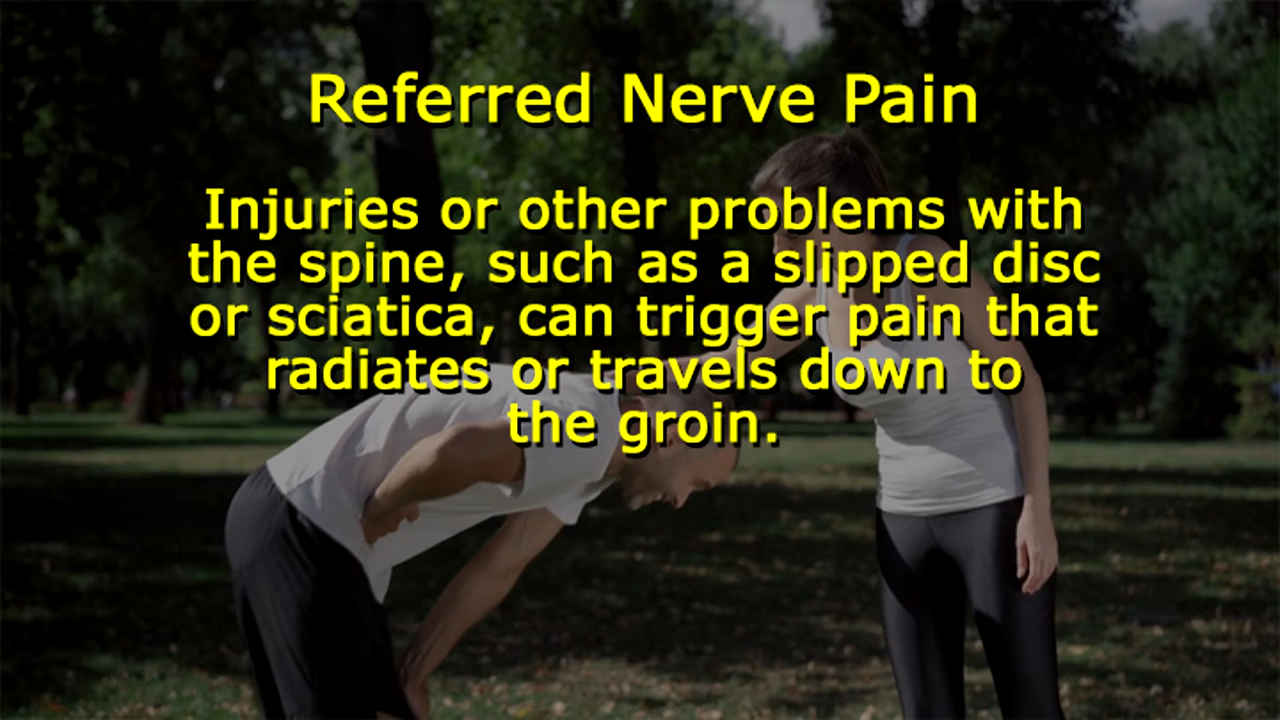 Referred Nerve Pain
Injuries or other problems with
the spine, such as a slipped disc
or sciatica, can trigger pain that
radiates or travels down to
the groin.